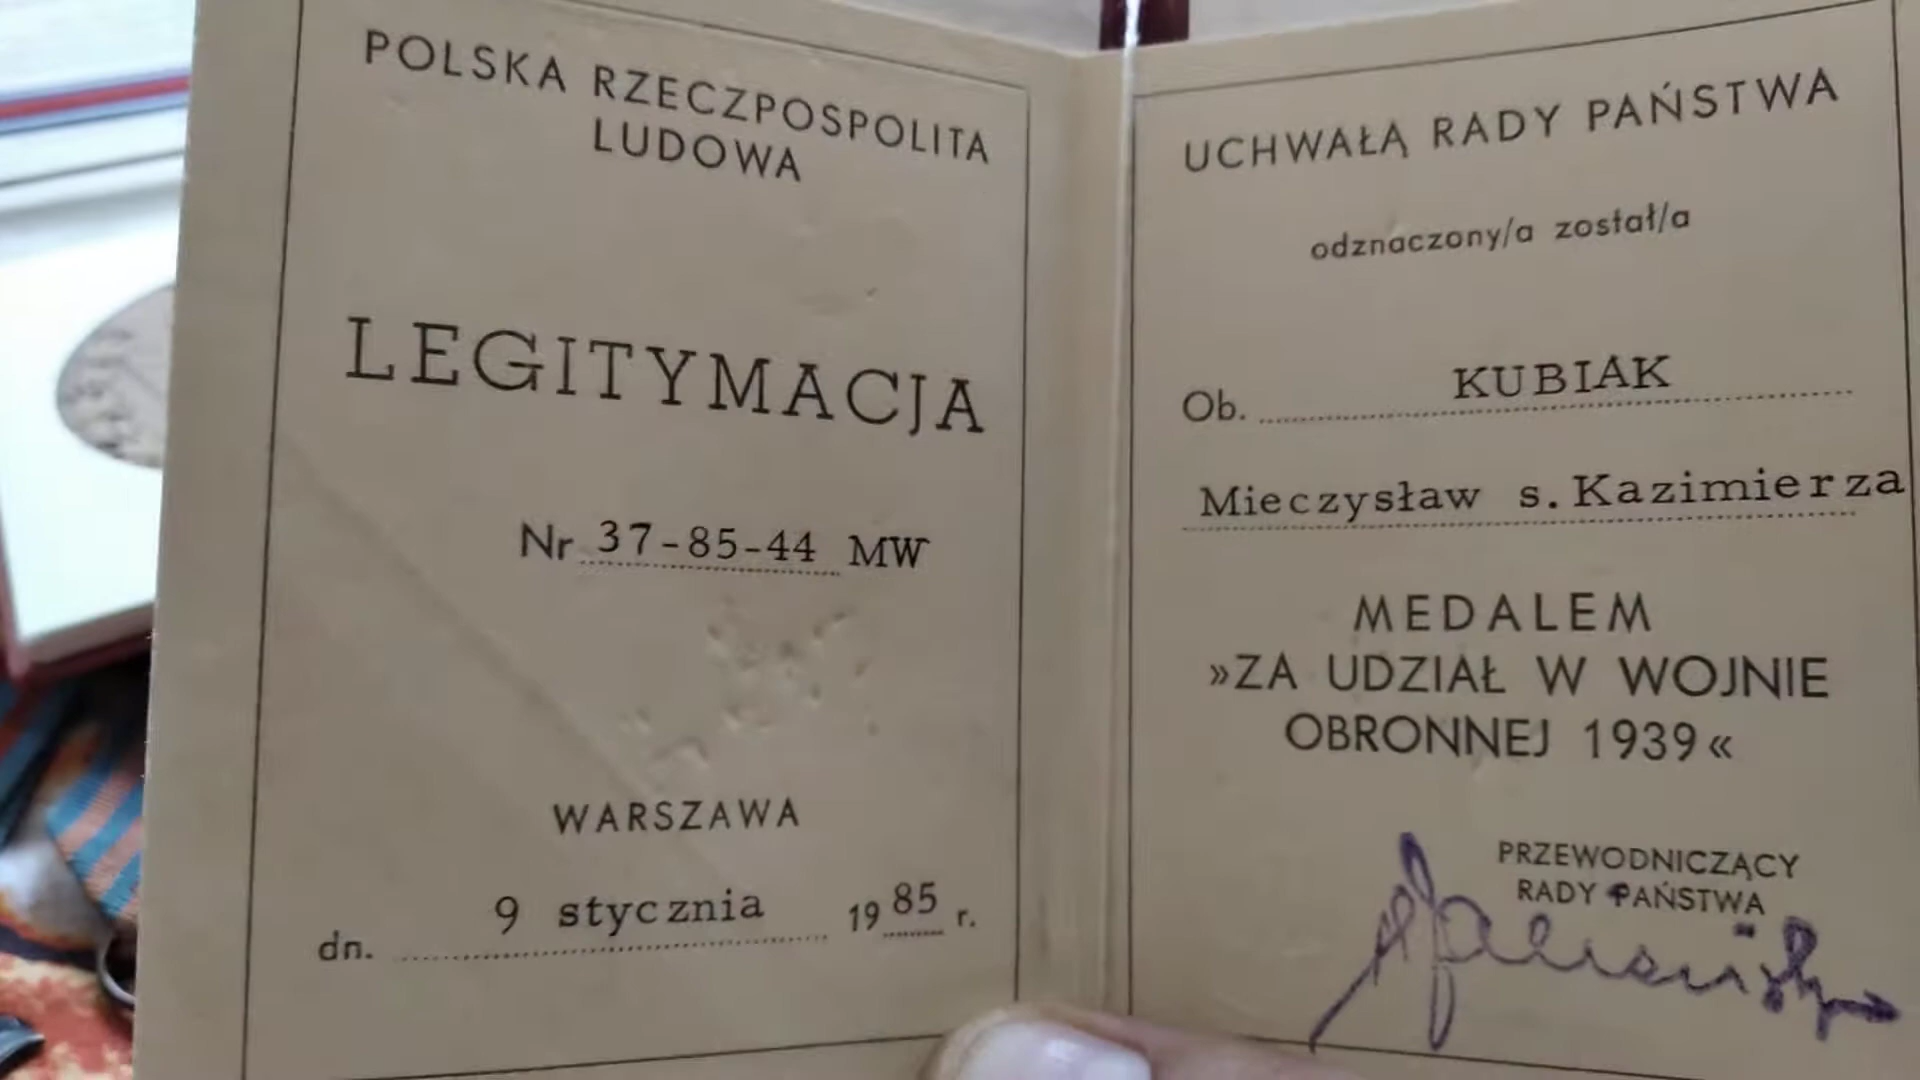 POLSKA RZECZPOSPOLITA
LUDOWA
LEGITYMACJA
Nr 37-85-44 MW
WARSZAWA
dn. 9 stycznia 1985 r.
UCHWAŁĄ RADY PAŃSTWA
odznaczony/a został/a
Ob. KUBIAK
Mieczysław s.Kazimierza
MEDALEM
»ZA UDZIAŁ W WOJNIE
OBRONNEJ 1939«
PRZEWODNICZĄCY
RADY PAŃSTWA